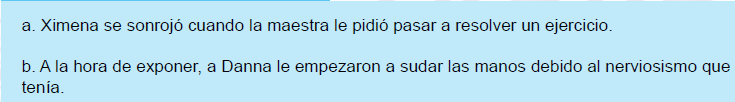 a. Ximena se sonrojó cuando la maestra le pidió pasar a resolver un ejercicio.
b. A la hora de exponer, a Danna le empezaron a sudar las manos debido al nerviosismo que
tenía.